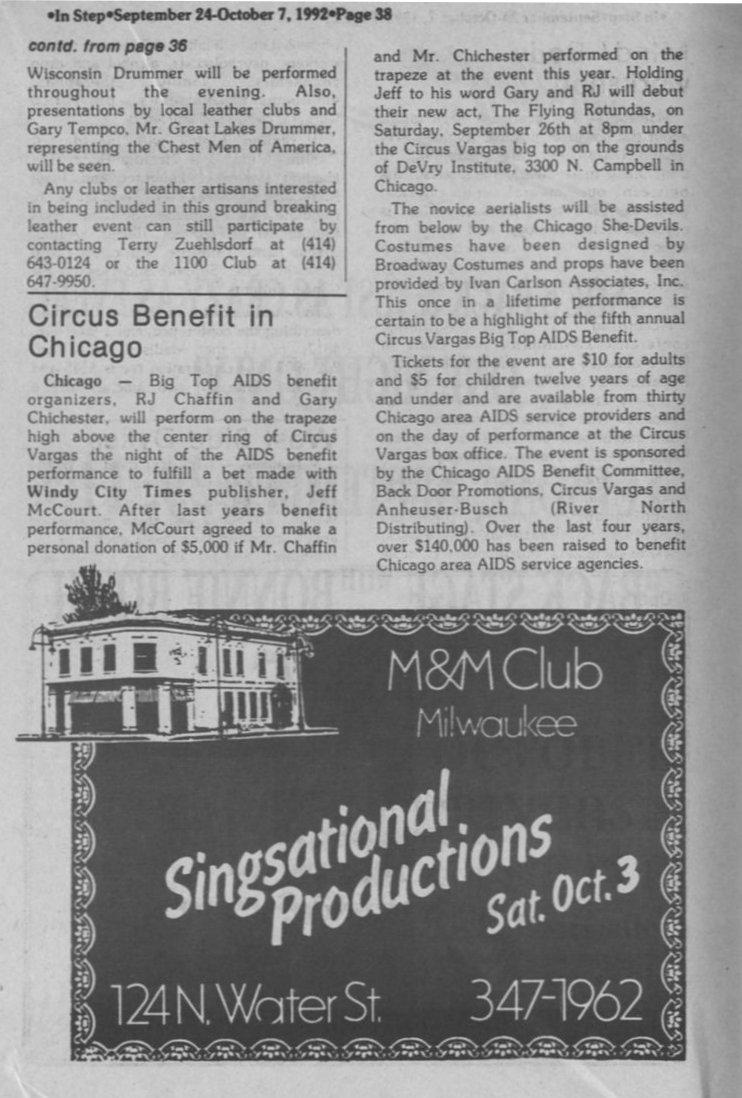 •In Step•September 24-October 7, 1992•Page 38
contd. from page 36
Wisconsin Drummer will be performed
throughout the evening. Also,
presentations by local leather clubs and
Gary Tempco, Mr. Great Lakes Drummer,
representing the Chest Men of America,
will be seen.
Any clubs or leather artisans interested
in being included in this ground breaking
leather event can still participate by
contacting Terry Zuehlsdorf at (414)
643-0124 or the 1100 Club at (414)
647-9950.
Circus Benefit in
Chicago
Chicago — Big Top AIDS benefit
organizers, RJ Chaffin and Gary
Chichester, will perform on the trapeze
high above the center ring of Circus
Vargas the night of the AIDS benefit
performance to fulfill a bet made with
Windy City Times publisher, Jeff
McCourt. After last years benefit
performance, McCourt agreed to make a
personal donation of $5,000 if Mr. Chaffin
and Mr. Chichester performed on the
trapeze at the event this year. Holding
Jeff to his word Gary and RJ will debut
their new act, The Flying Rotundas, on
Saturday, September 26th at 8pm under
the Circus Vargas big top on the grounds
of DeVry Institute, 3300 N. Campbell in
Chicago.
The novice aerialists will be assisted
from below by the Chicago She-Devils.
Costumes have been designed by
Broadway Costumes and props have been
provided by Ivan Carlson Associates, Inc.
This once in a lifetime performance is
certain to be a highlight of the fifth annual
Circus Vargas Big Top AIDS Benefit.
Tickets for the event are $10 for adults
and $5 for children twelve years of age
and under and are available from thirty
Chicago area AIDS service providers and
on the day of performance at the Circus
Vargas box office. The event is sponsored
by the Chicago AIDS Benefit Committee,
Back Door Promotions, Circus Vargas and
Anheuser-Busch (River North
Distributing). Over the last four years,
over $140,000 has been raised to benefit
Chicago area AIDS service agencies.
M&M Club
Milwaukee
Singsational
Productions
Sat. Oct. 3
124 N. Water St. 347-1962